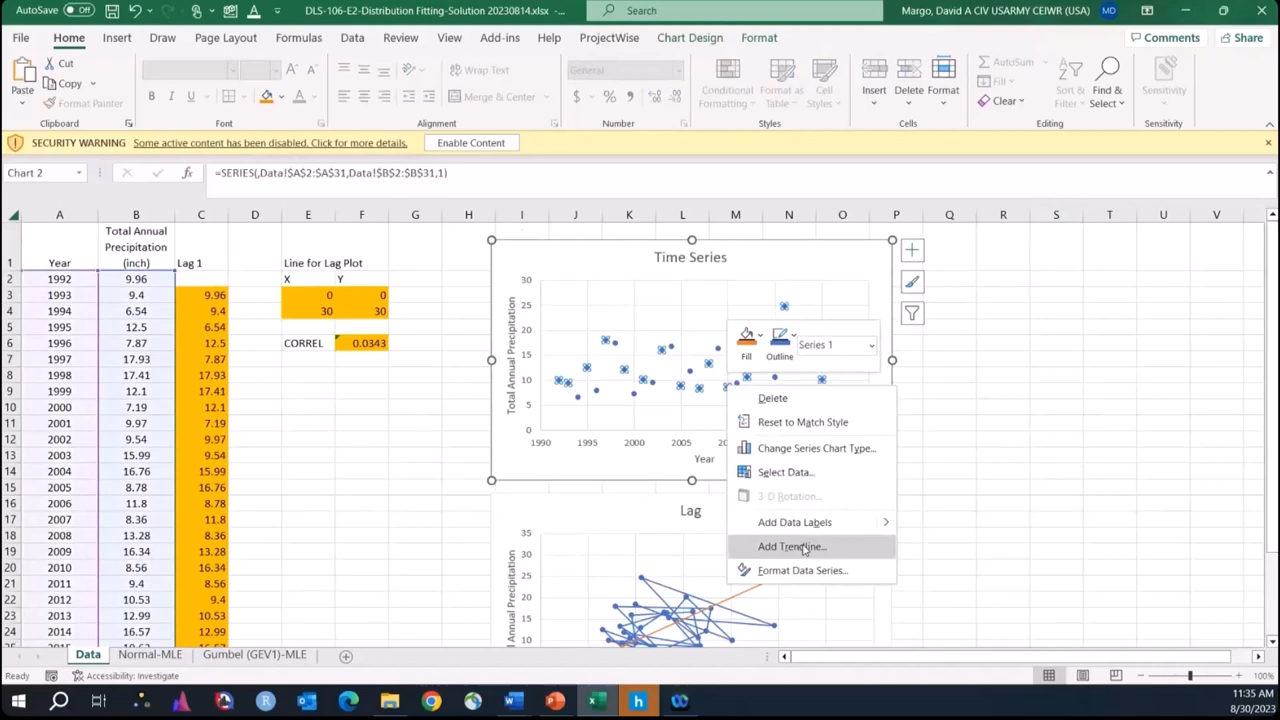 AutoSave Off DLS-106-E2-Distribution Fitting-Solution 20230814.xlsx -... Search Margo, David A CIV USARMY CEIWR (USA) MD
File Home Insert Draw Page Layout Formulas Data Review View Add-ins Help ProjectWise Chart Design Format Comments Share
Paste Cut Copy Format Painter
B I U A A A Wrap Text Merge & Center General $ % 9
Conditional Formatting Format as Table Cell Styles Insert Delete Format
AutoSum Fill Clear Sort & Filter Find & Select Sensitivity
Clipboard Font Alignment Number Styles Cells Editing Sensitivity
SECURITY WARNING Some active content has been disabled. Click for more details. Enable Content
Chart 2 fx =SERIES(,Data!$A$2:$A$31,Data!$B$2:$B$31,1)
A B C D E F G H I J K L M N O P Q R S T U V
1 Year Total Annual Precipitation (inch) Lag 1 Line for Lag Plot
2 1992 9.96 X Y
3 1993 9.4 9.96 0 0
4 1994 6.54 9.4 30 30
5 1995 12.5 6.54
6 1996 7.87 12.5 CORREL 0.0343
7 1997 17.93 7.87
8 1998 17.41 17.93
9 1999 12.1 17.41
10 2000 7.19 12.1
11 2001 9.97 7.19
12 2002 9.54 9.97
13 2003 15.99 9.54
14 2004 16.76 15.99
15 2005 8.78 16.76
16 2006 11.8 8.78
17 2007 8.36 11.8
18 2008 13.28 8.36
19 2009 16.34 13.28
20 2010 8.56 16.34
21 2011 9.4 8.56
22 2012 10.53 9.4
23 2013 12.99 10.53
24 2014 16.57 12.99
Time Series
Total Annual Precipitation
30
25
20
15
10
5
0
1990 1995 2000 2005
Year
Fill Outline Series 1
Delete
Reset to Match Style
Change Series Chart Type...
Select Data...
3-D Rotation...
Add Data Labels
Add Trendline...
Format Data Series...
Lag
Annual Precipitation
35
30
25
20
15
10
Data Normal-MLE Gumbel (GEV1)-MLE
Ready Accessibility: Investigate 100%
11:35 AM
8/30/2023